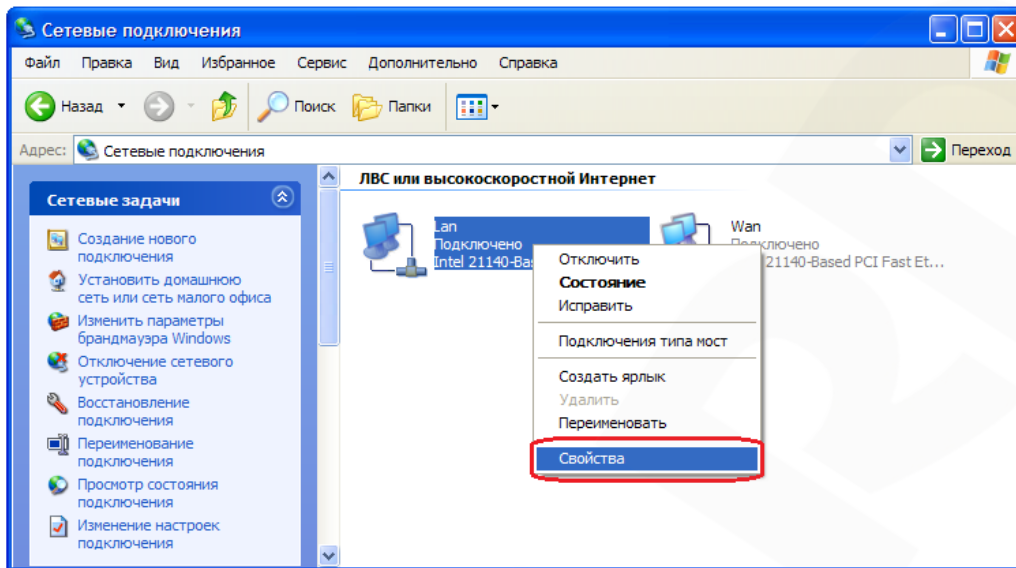 Сетевые подключения
Файл Правка Вид Избранное Сервис Дополнительно Справка
Назад Поиск Папки
Адрес: Сетевые подключения Переход
ЛВС или высокоскоростной Интернет
Сетевые задачи
Создание нового
подключения
Установить домашнюю
сеть или сеть малого офиса
Изменить параметры
брандмауэра Windows
Отключение сетевого
устройства
Восстановление
подключения
Переименование
подключения
Просмотр состояния
подключения
Изменение настроек
подключения
Lan
Подключено
Intel 21140-Bas
Wan
Подключено
21140-Based PCI Fast Et...
Отключить
Состояние
Исправить
Подключения типа мост
Создать ярлык
Удалить
Переименовать
Свойства